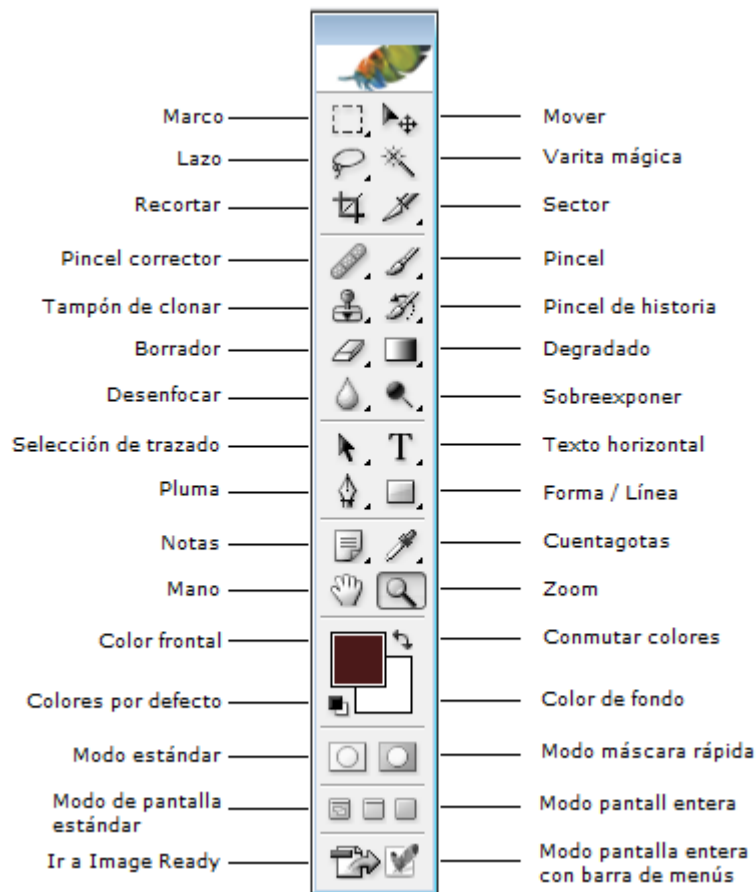 Marco
Mover
Lazo
Varita mágica
Recortar
Sector
Pincel corrector
Pincel
Tampón de clonar
Pincel de historia
Borrador
Degradado
Desenfocar
Sobreexponer
Selección de trazado
T
Texto horizontal
Pluma
Forma / Línea
Notas
Cuentagotas
Mano
Zoom
Color frontal
Conmutar colores
Colores por defecto
Color de fondo
Modo estándar
Modo máscara rápida
Modo de pantalla
estándar
Modo pantall entera
Ir a Image Ready
Modo pantalla entera
con barra de menús